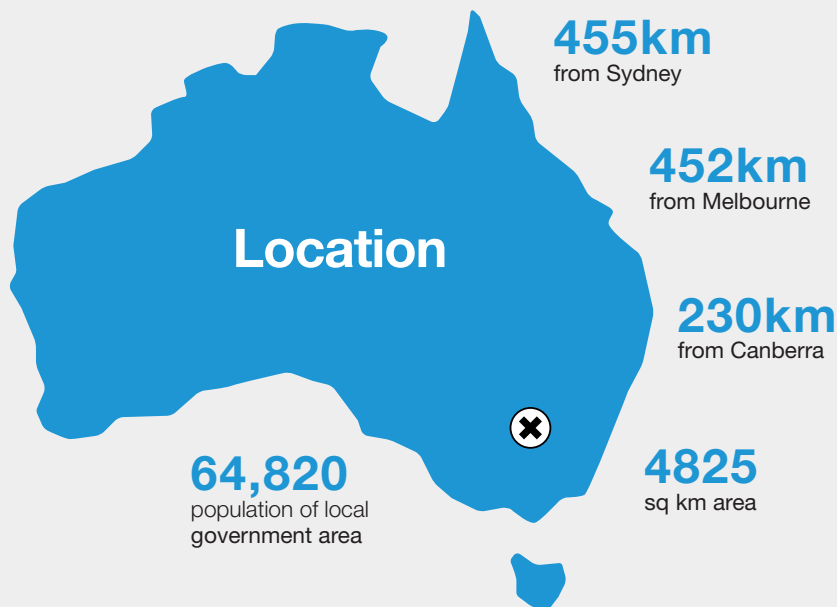 455km
from Sydney
452km
from Melbourne
Location
230km
from Canberra
64,820
population of local
government area
4825
sq km area